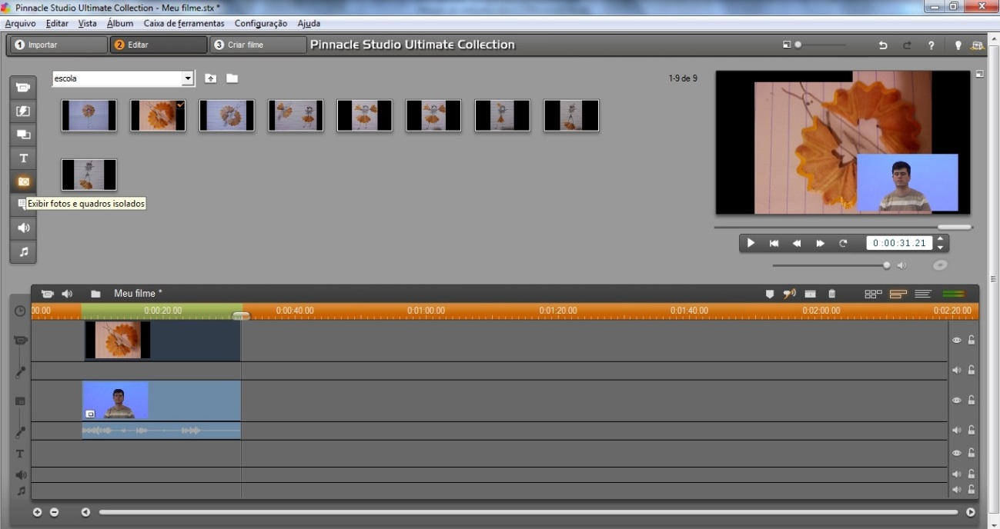 Pinnacle Studio Ultimate Collection - Meu filme.stx *
Arquivo Editar Vista Álbum Caixa de ferramentas Configuração Ajuda
1 Importar 2 Editar 3 Criar filme Pinnacle Studio Ultimate Collection ?
escola 1-9 de 9
T
Exibir fotos e quadros isolados
0:00:31.21
Meu filme *
00.00 0:00:20.00 0:00:40.00 0:01:00.00 0:01:20.00 0:01:40.00 0:02:00.00 0:02:20.00
T